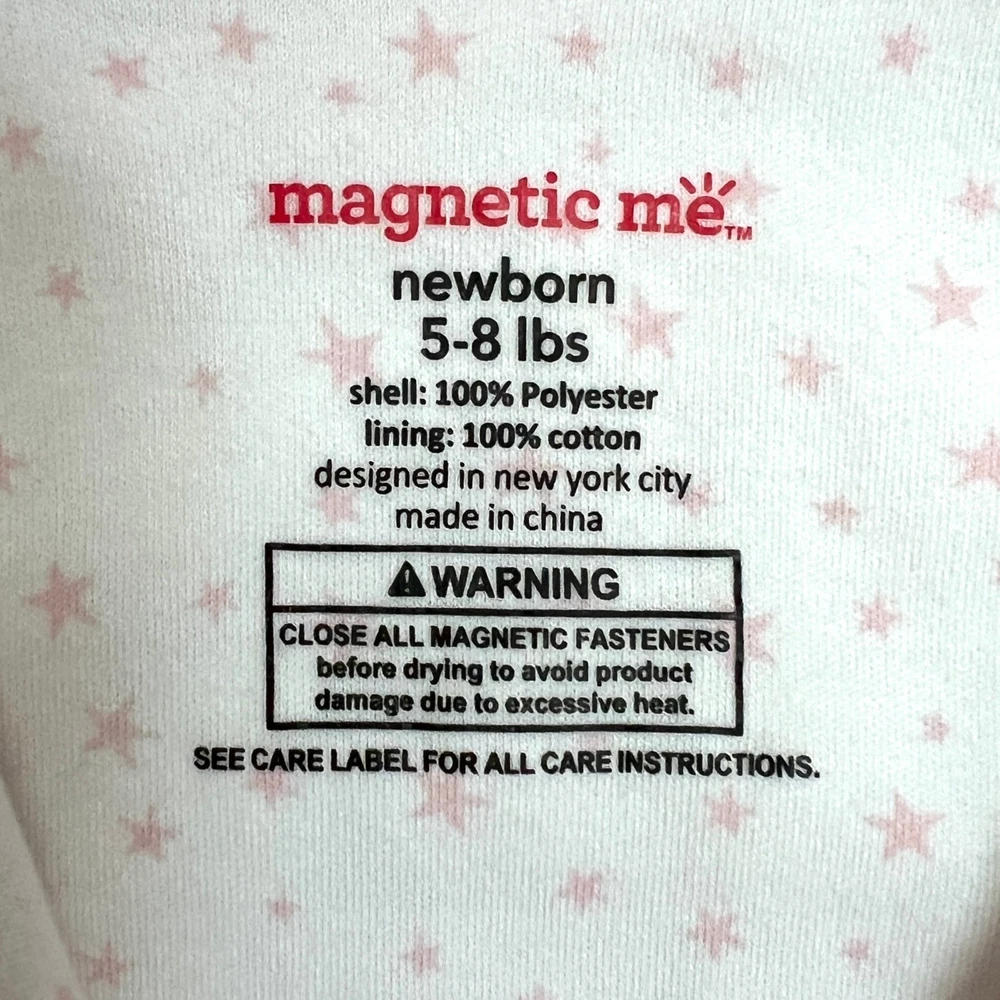 magnetic me™
newborn
5-8 lbs
shell: 100% Polyester
lining: 100% cotton
designed in new york city
made in china
⚠WARNING
CLOSE ALL MAGNETIC FASTENERS
before drying to avoid product
damage due to excessive heat.
SEE CARE LABEL FOR ALL CARE INSTRUCTIONS.